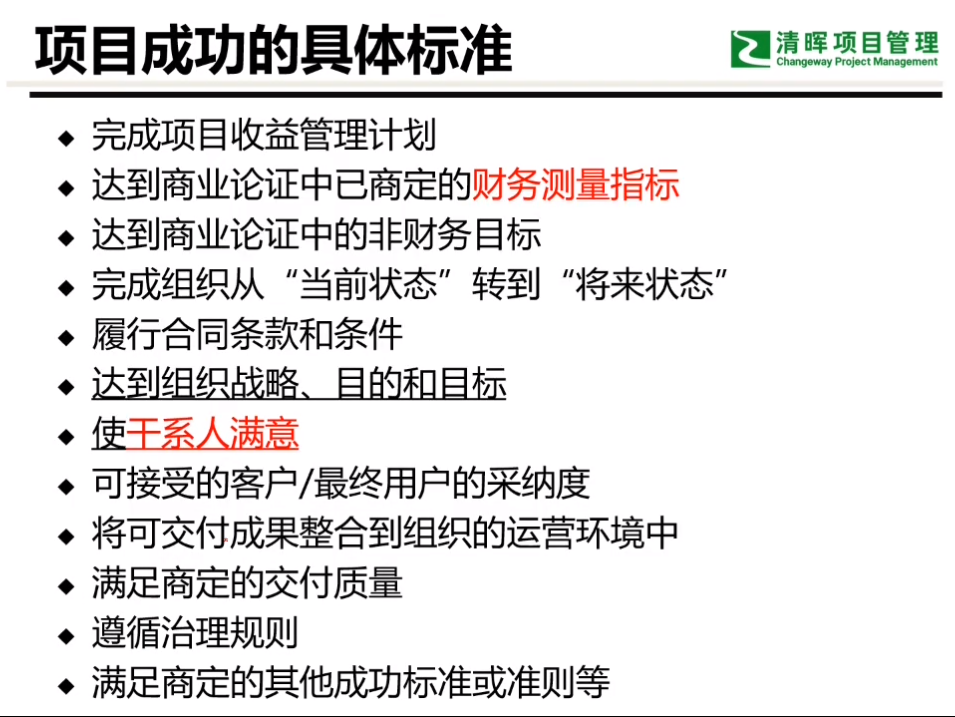 项目成功的具体标准
清晖项目管理
Changeway Project Management
◆ 完成项目收益管理计划
◆ 达到商业论证中已商定的财务测量指标
◆ 达到商业论证中的非财务目标
◆ 完成组织从“当前状态”转到“将来状态”
◆ 履行合同条款和条件
◆ 达到组织战略、目的和目标
◆ 使干系人满意
◆ 可接受的客户/最终用户的采纳度
◆ 将可交付成果整合到组织的运营环境中
◆ 满足商定的交付质量
◆ 遵循治理规则
◆ 满足商定的其他成功标准或准则等